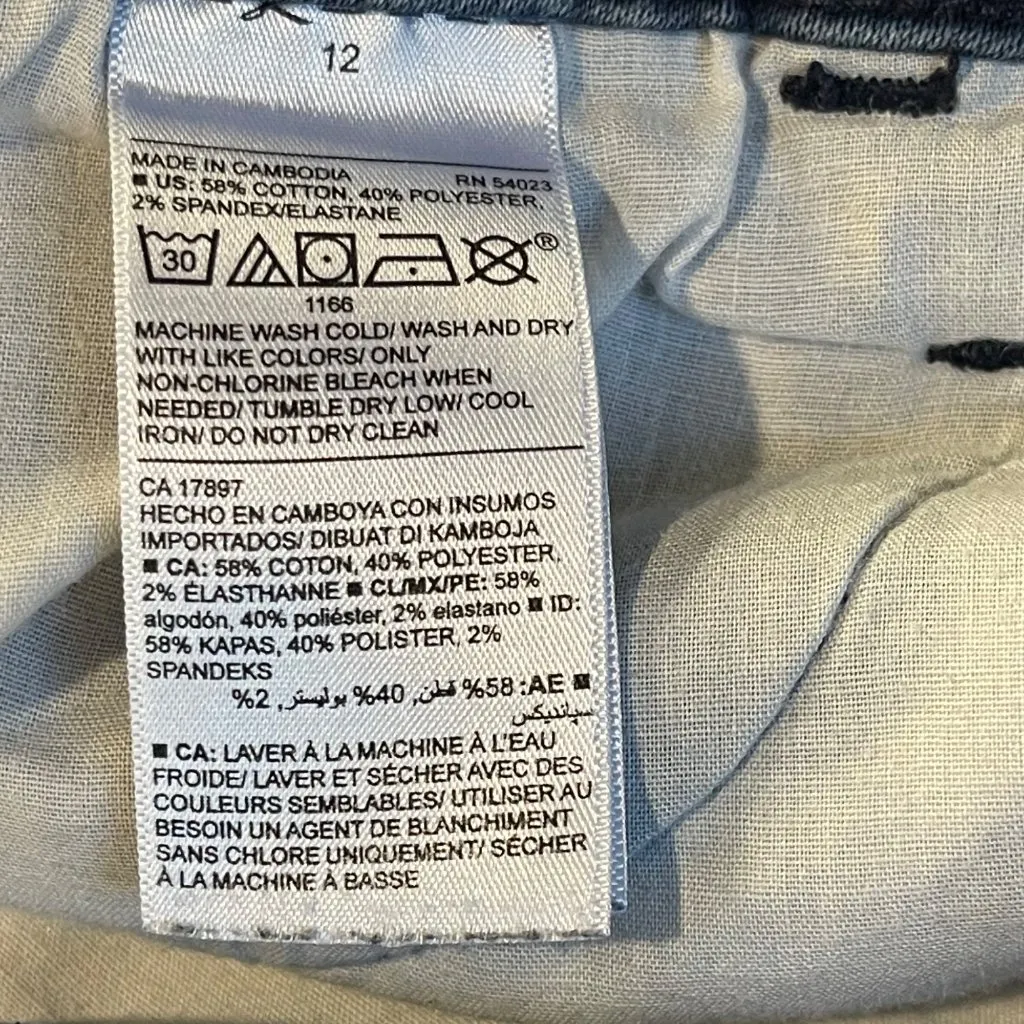 12
MADE IN CAMBODIA RN 54023
■ US: 58% COTTON, 40% POLYESTER,
2% SPANDEX/ELASTANE
30 ®
1166
MACHINE WASH COLD/ WASH AND DRY
WITH LIKE COLORS/ ONLY
NON-CHLORINE BLEACH WHEN
NEEDED/ TUMBLE DRY LOW/ COOL
IRON/ DO NOT DRY CLEAN
CA 17897
HECHO EN CAMBOYA CON INSUMOS
IMPORTADOS/ DIBUAT DI KAMBOJA
■ CA: 58% COTON, 40% POLYESTER,
2% ÉLASTHANNE ■ CL/MX/PE: 58%
algodón, 40% poliéster, 2% elastano ■ ID:
58% KAPAS, 40% POLISTER, 2%
SPANDEKS
■ AE: 58% قطن, 40% بوليستر, 2%
سباندیکس
■ CA: LAVER À LA MACHINE À L'EAU
FROIDE/ LAVER ET SÉCHER AVEC DES
COULEURS SEMBLABLES/ UTILISER AU
BESOIN UN AGENT DE BLANCHIMENT
SANS CHLORE UNIQUEMENT/ SÉCHER
À LA MACHINE À BASSE